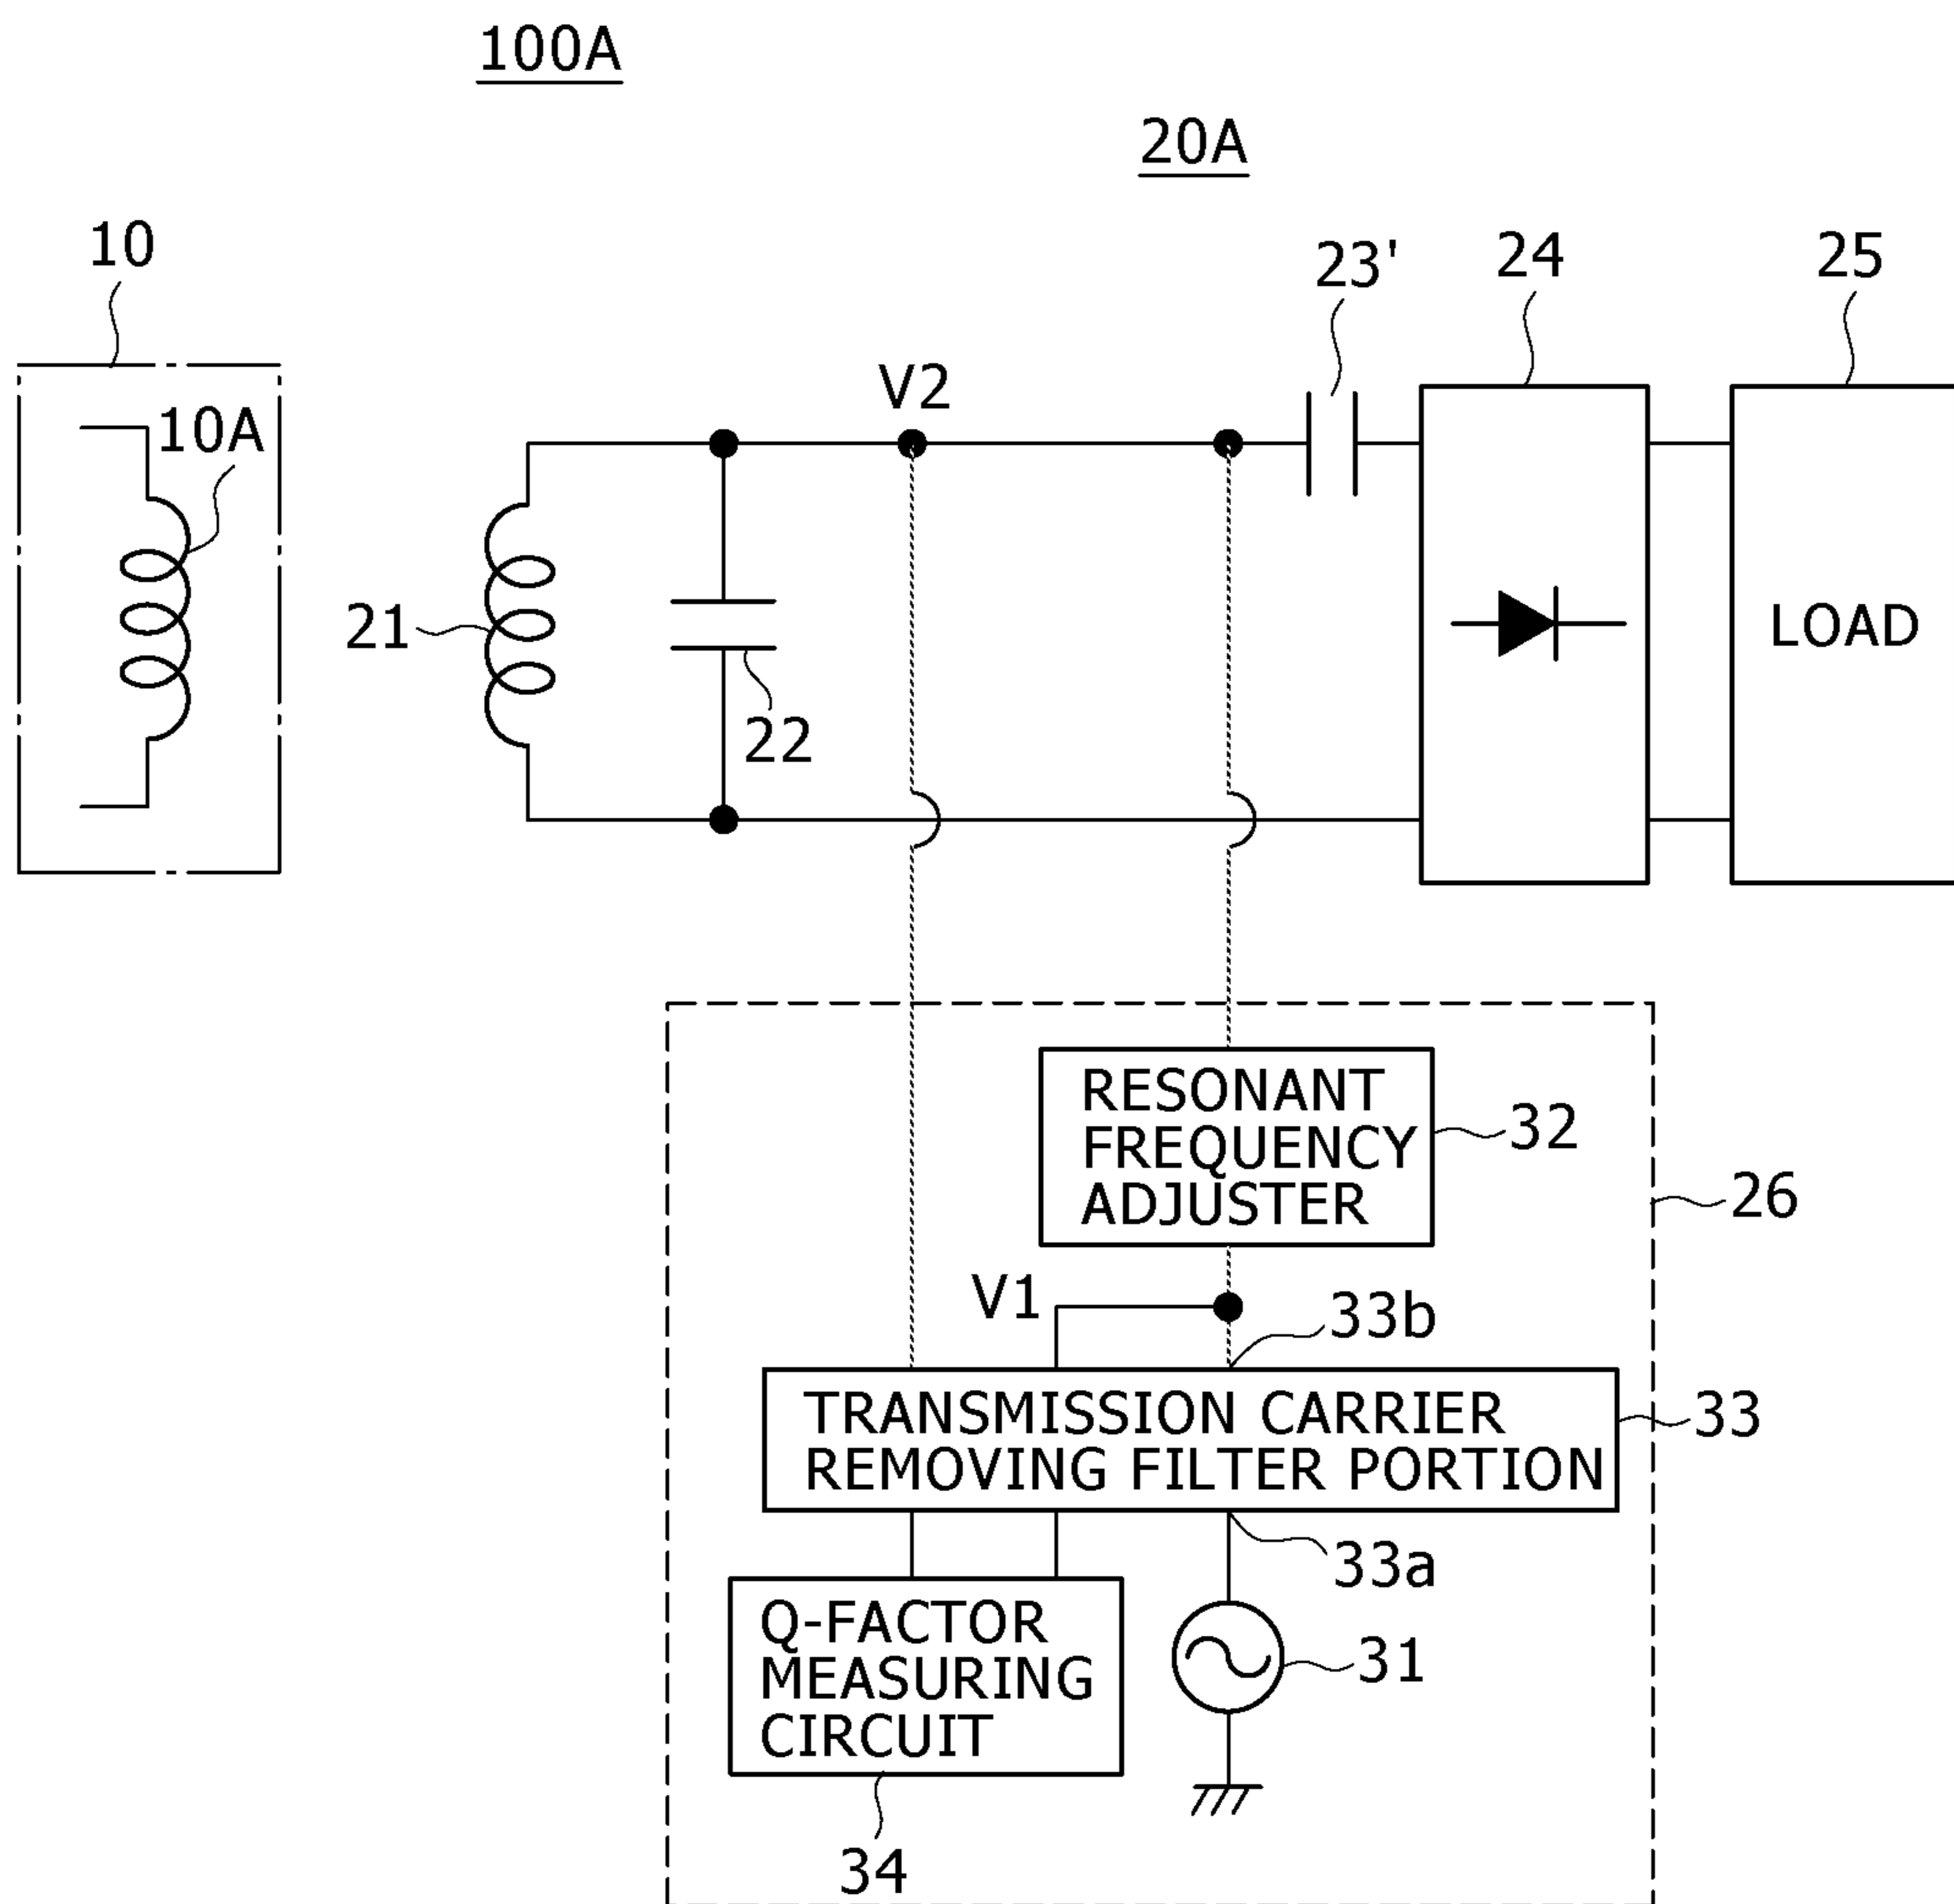 100A
20A
10
23'
24
25
10A
V2
21
22
LOAD
RESONANT
FREQUENCY
ADJUSTER
32
26
V1
33b
TRANSMISSION CARRIER
REMOVING FILTER PORTION
33
33a
Q-FACTOR
MEASURING
CIRCUIT
31
34